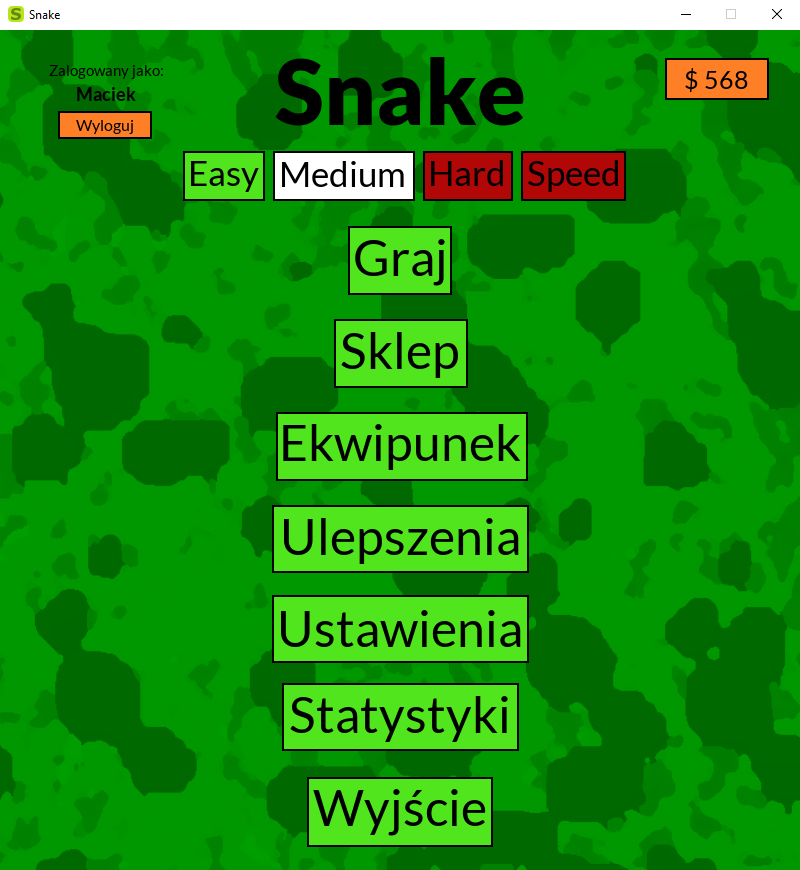 Snake
Zalogowany jako:
Maciek
Wyloguj
Snake
$ 568
Easy Medium Hard Speed
Graj
Sklep
Ekwipunek
Ulepszenia
Ustawienia
Statystyki
Wyjście